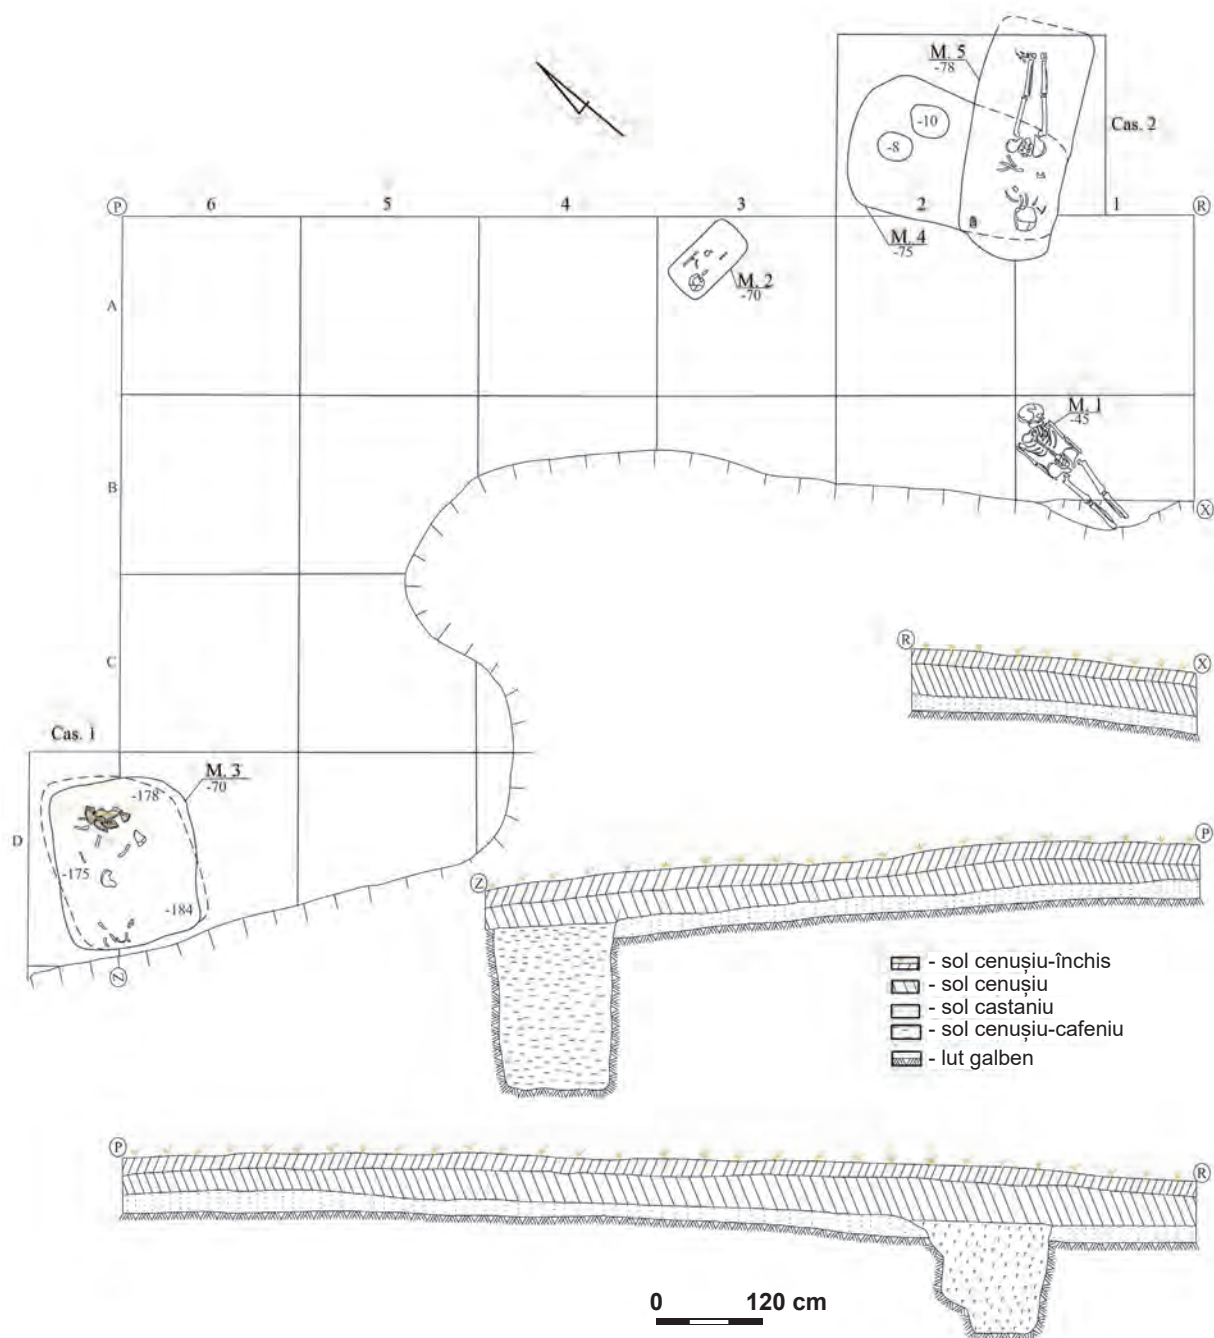 M. 5
-78
-10
-8
Cas. 2
P
6
5
4
3
2
1
R
M. 4
-75
M. 2
-70
A
M. 1
-45
B
X
C
R
X
Cas. 1
M. 3
-70
-178
D
-175
-184
P
Z
Z
- sol cenușiu-închis
- sol cenușiu
- sol castaniu
- sol cenușiu-cafeniu
- lut galben
P
R
0 120 cm